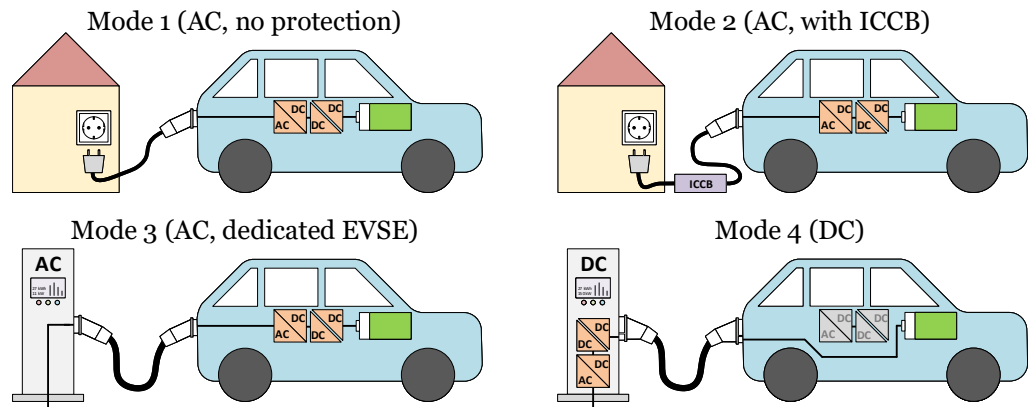 Mode 1 (AC, no protection)
DC
AC
DC
DC
Mode 2 (AC, with ICCB)
DC
AC
DC
DC
ICCB
Mode 3 (AC, dedicated EVSE)
AC
DC
AC
DC
DC
Mode 4 (DC)
DC
DC
DC
DC
AC
DC
AC
DC
DC